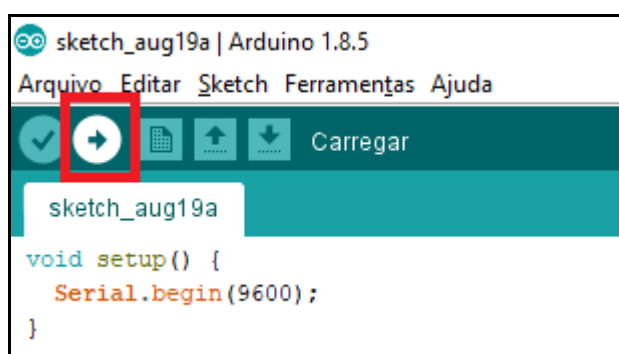 sketch_aug19a | Arduino 1.8.5
Arquivo Editar Sketch Ferramentas Ajuda
Carregar
sketch_aug19a
void setup() {
  Serial.begin(9600);
}